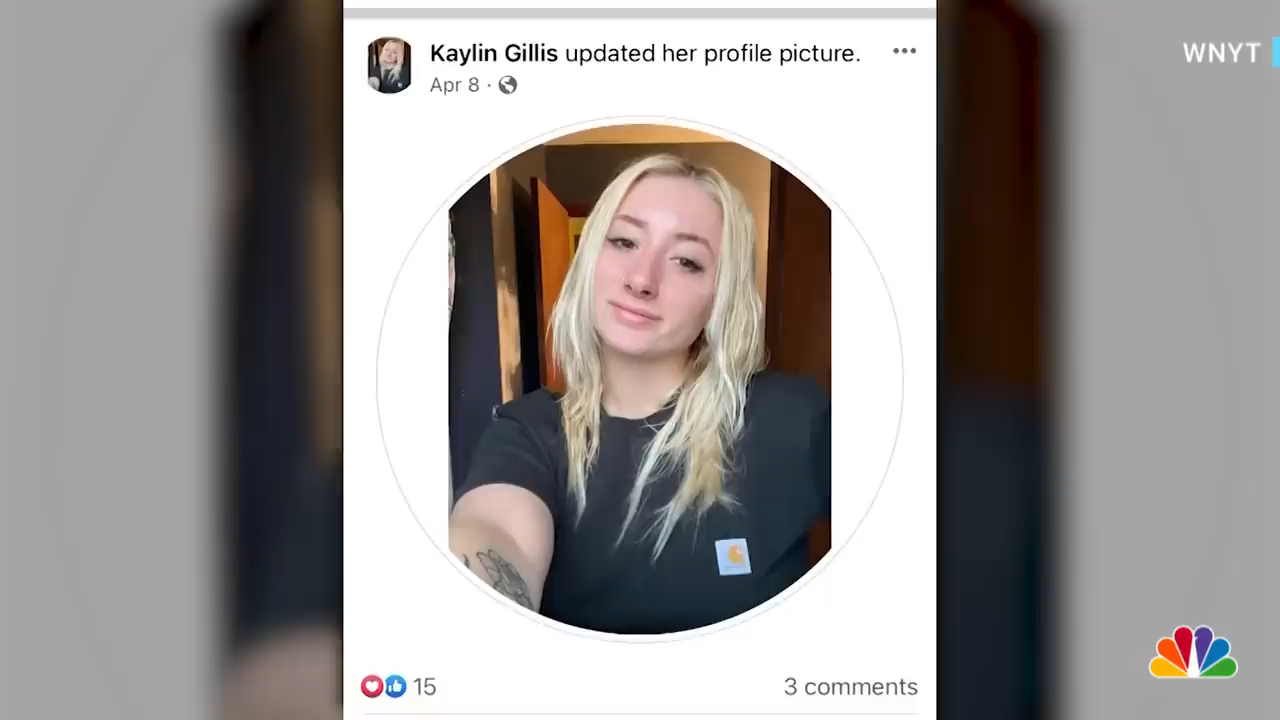 Kaylin Gillis updated her profile picture.
WNYT
Apr 8 ·
15
3 comments